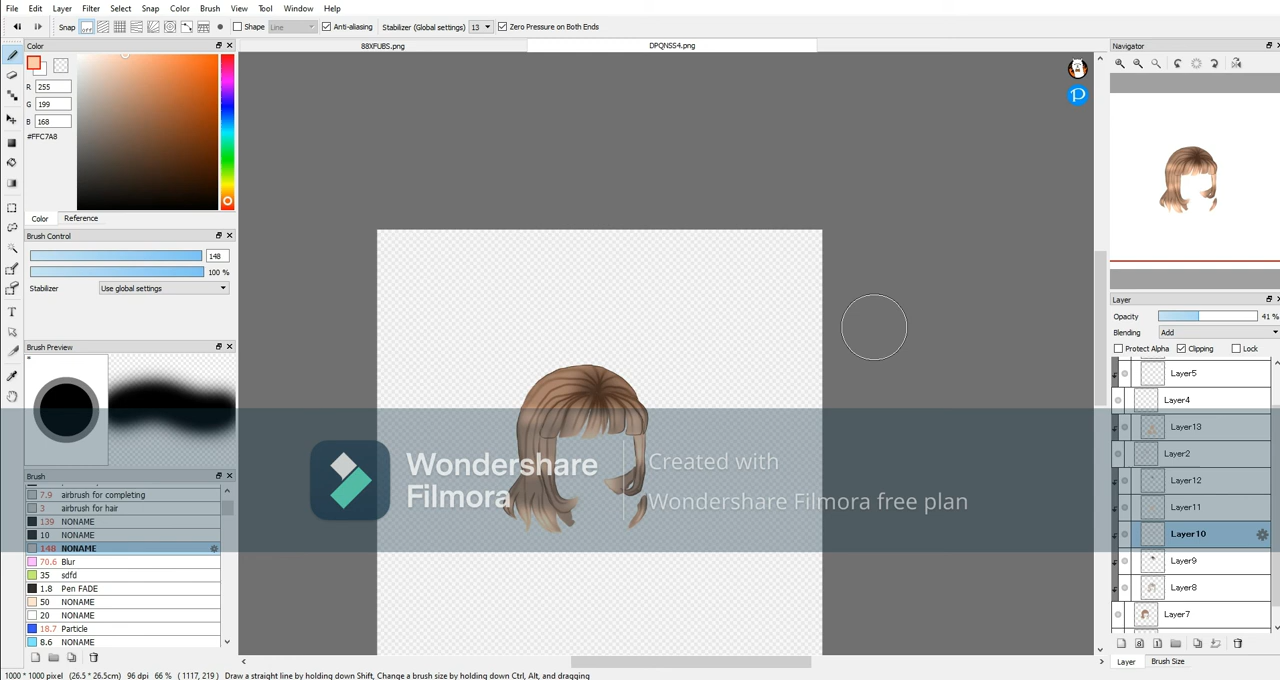 File Edit Layer Filter Select Snap Color Brush View Tool Window Help
Snap off Shape Line Anti-aliasing Stabilizer (Global settings) 13 Zero Pressure on Both Ends
Color
88XFUBS.png
DPQNSS4.png
Navigator
R 255
G 199
B 168
#FFC7A8
Color Reference
Brush Control
148
100 %
Stabilizer Use global settings
Brush Preview
Brush
7.9 airbrush for completing
3 airbrush for hair
139 NONAME
10 NONAME
148 NONAME
70.6 Blur
35 sdfd
1.8 Pen FADE
50 NONAME
20 NONAME
18.7 Particle
8.6 NONAME
Wondershare
Filmora
Created with
Wondershare Filmora free plan
Layer
Opacity 41 %
Blending Add
Protect Alpha Clipping Lock
Layer5
Layer4
Layer13
Layer2
Layer12
Layer11
Layer10
Layer9
Layer8
Layer7
Layer Brush Size
1000 * 1000 pixel (26.5 * 26.5cm) 96 dpi 66 % ( 1117, 219 ) Draw a straight line by holding down Shift, Change a brush size by holding down Ctrl, Alt, and dragging